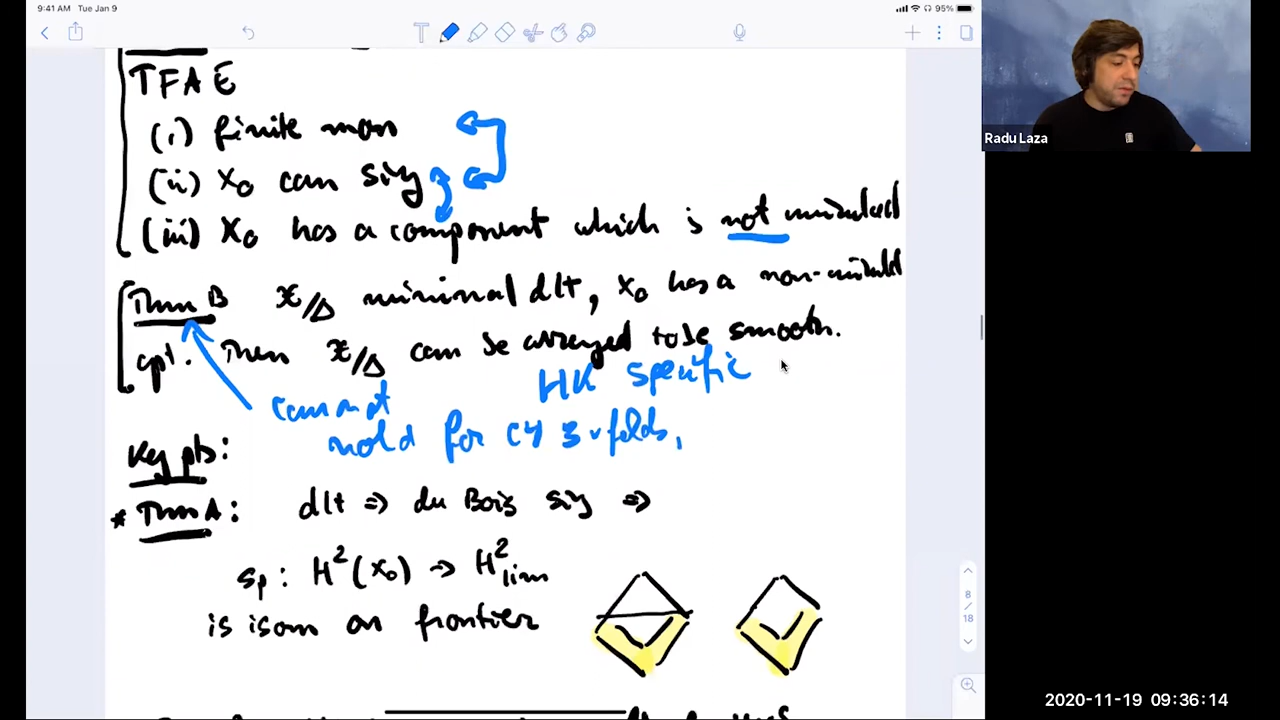 9:41 AM Tue Jan 9
95%
TFAE
(i) finite mon
(ii) X₀ can sing
(iii) X₀ has a component which is not uniruled
Thm B 𝒳/Δ minimal dlt, X₀ has a non-uniruled
cpt. Then 𝒳/Δ can be arranged to be smooth.
HK specific
cannot
hold for CY 3-folds,
Key pts:
* Thm A: dlt ⇒ du Bois sing ⇒
sp: H²(X₀) → H²lim
is isom on frontier
8
/
18
Radu Laza
2020-11-19 09:36:14